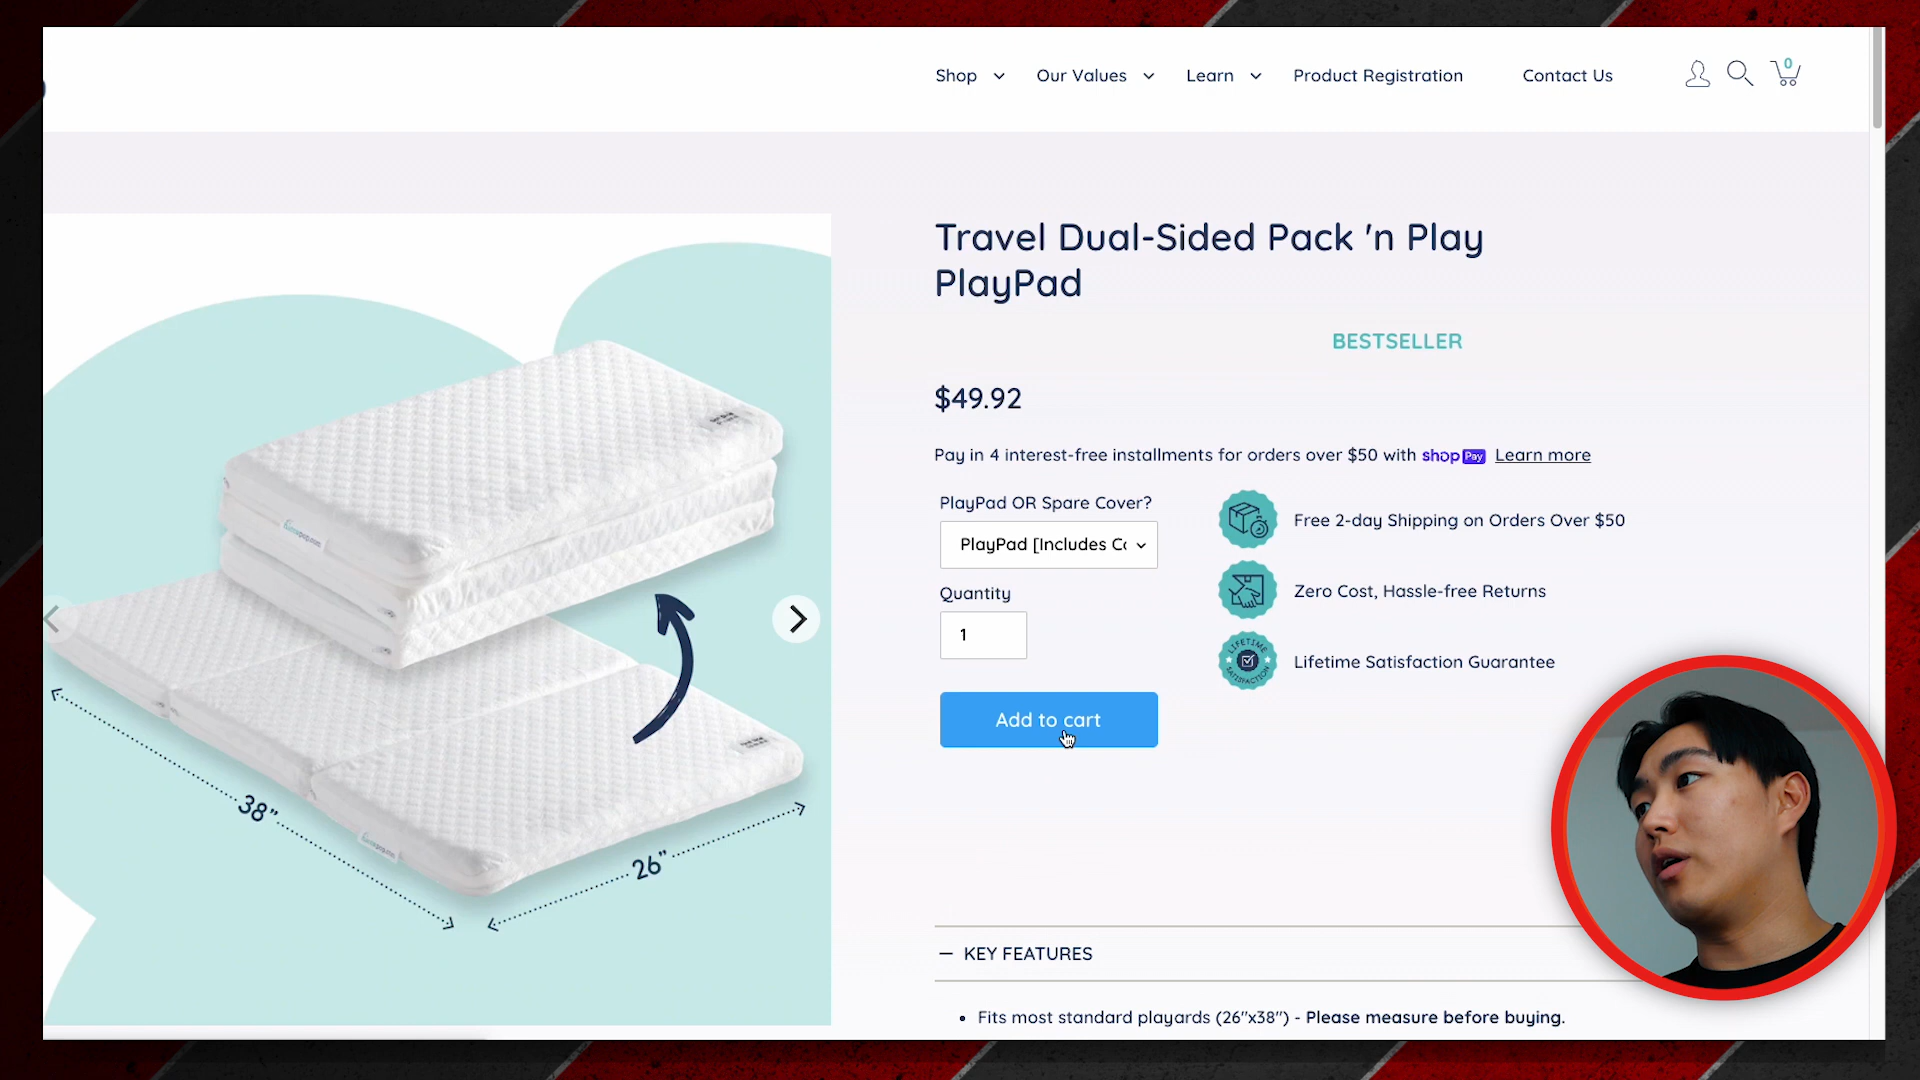 Shop
Our Values
Learn
Product Registration
Contact Us
0
Travel Dual-Sided Pack 'n Play
PlayPad
BESTSELLER
$49.92
Pay in 4 interest-free installments for orders over $50 with shop Pay Learn more
PlayPad OR Spare Cover?
PlayPad [Includes Co
Free 2-day Shipping on Orders Over $50
Quantity
1
Zero Cost, Hassle-free Returns
LIFETIME
SATISFACTION
Lifetime Satisfaction Guarantee
Add to cart
38"
26"
KEY FEATURES
Fits most standard playards (26"x38") - Please measure before buying.